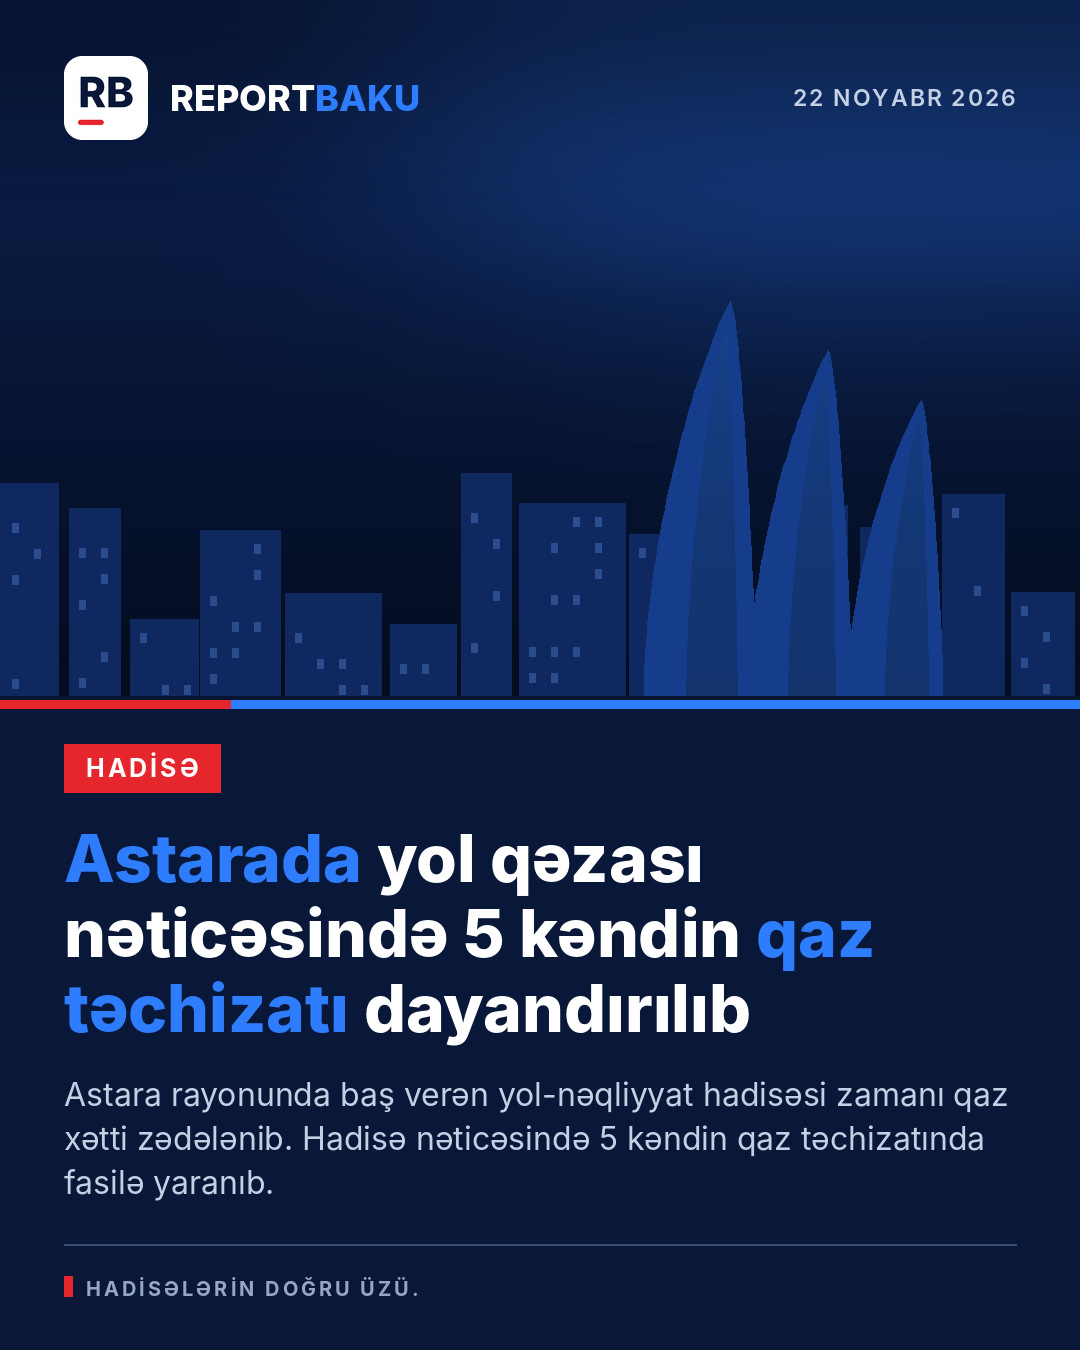 RB REPORTBAKU
22 NOYABR 2026
HADİSƏ
Astarada yol qəzası
nəticəsində 5 kəndin qaz
təchizatı dayandırılıb
Astara rayonunda baş verən yol-nəqliyyat hadisəsi zamanı qaz
xətti zədələnib. Hadisə nəticəsində 5 kəndin qaz təchizatında
fasilə yaranıb.
HADİSƏLƏRİN DOĞRU ÜZÜ.